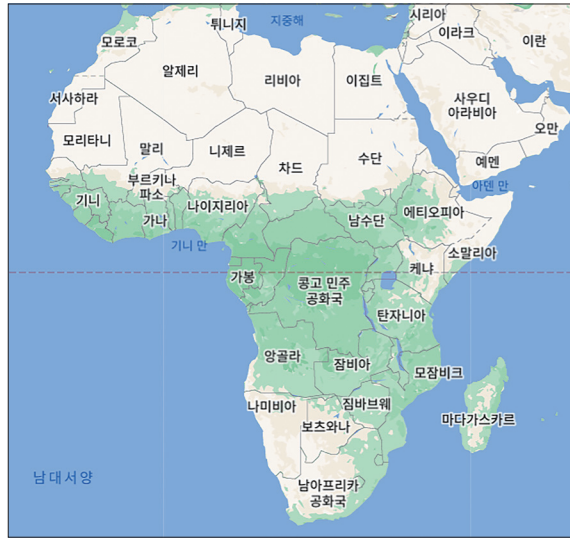 시리아
튀니지
지중해
이라크
모로코
이란
알제리
리비아
이집트
서사하라
사우디
아라비아
오만
모리타니
말리
니제르
수단
예멘
차드
부르키나
파소
아덴 만
기니
나이지리아
에티오피아
가나
남수단
기니 만
소말리아
케냐
가봉
콩고 민주
공화국
탄자니아
앙골라
잠비아
모잠비크
나미비아
짐바브웨
보츠와나
마다가스카르
남대서양
남아프리카
공화국